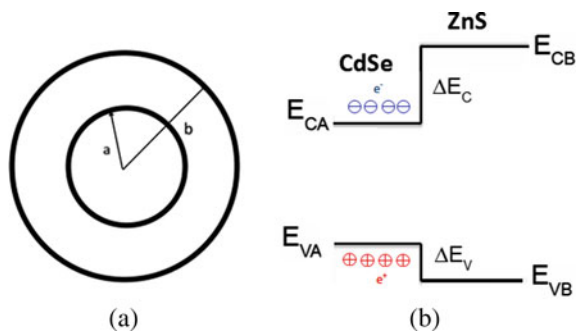 a
b
(a)
ZnS
CdSe
E_CB
e⁻
ΔE_C
E_CA
E_VA
ΔE_V
e⁺
E_VB
(b)